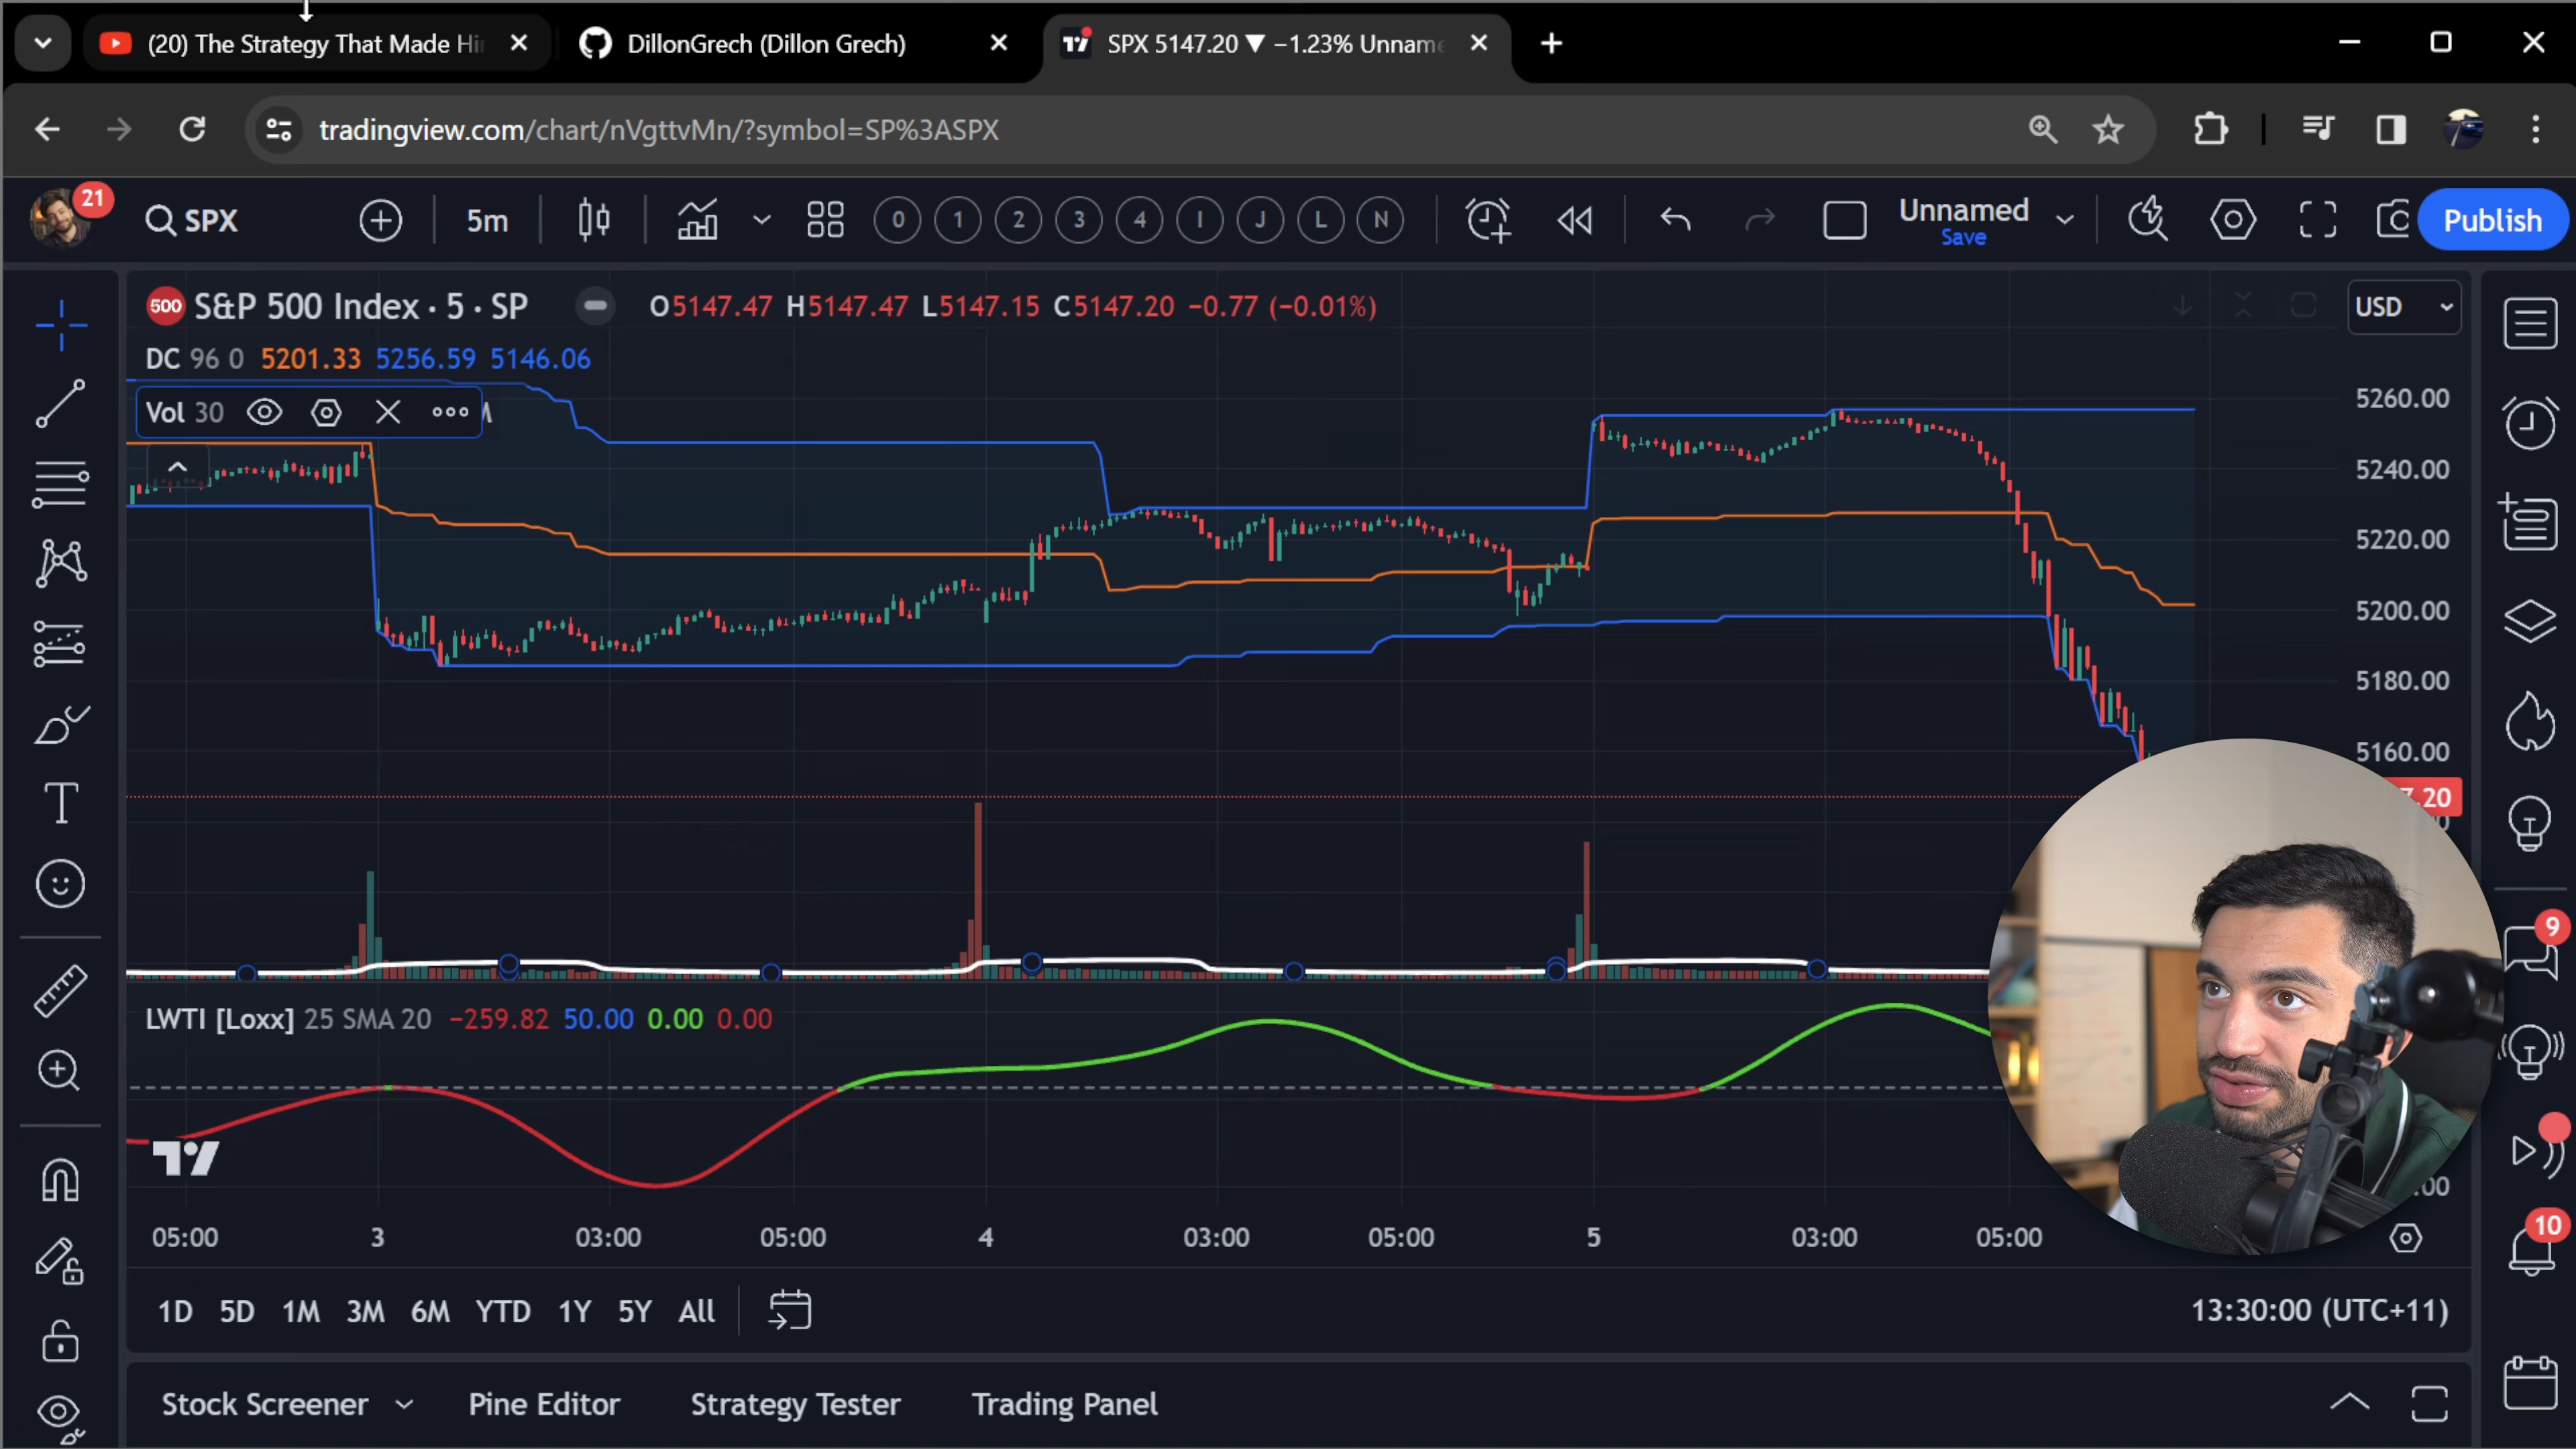 (20) The Strategy That Made Hi
DillonGrech (Dillon Grech)
SPX 5147.20 ▼ −1.23% Unname
tradingview.com/chart/nVgttvMn/?symbol=SP%3ASPX
21
SPX
5m
0 1 2 3 4 I J L N
Unnamed
Save
Publish
500
S&P 500 Index · 5 · SP
O5147.47 H5147.47 L5147.15 C5147.20 −0.77 (−0.01%)
USD
DC 96 0 5201.33 5256.59 5146.06
Vol 30
5260.00
5240.00
5220.00
5200.00
5180.00
5160.00
7.20
9
LWTI [Loxx] 25 SMA 20 −259.82 50.00 0.00 0.00
.00
05:00 3 03:00 05:00 4 03:00 05:00 5 03:00 05:00
10
1D 5D 1M 3M 6M YTD 1Y 5Y All
13:30:00 (UTC+11)
Stock Screener Pine Editor Strategy Tester Trading Panel